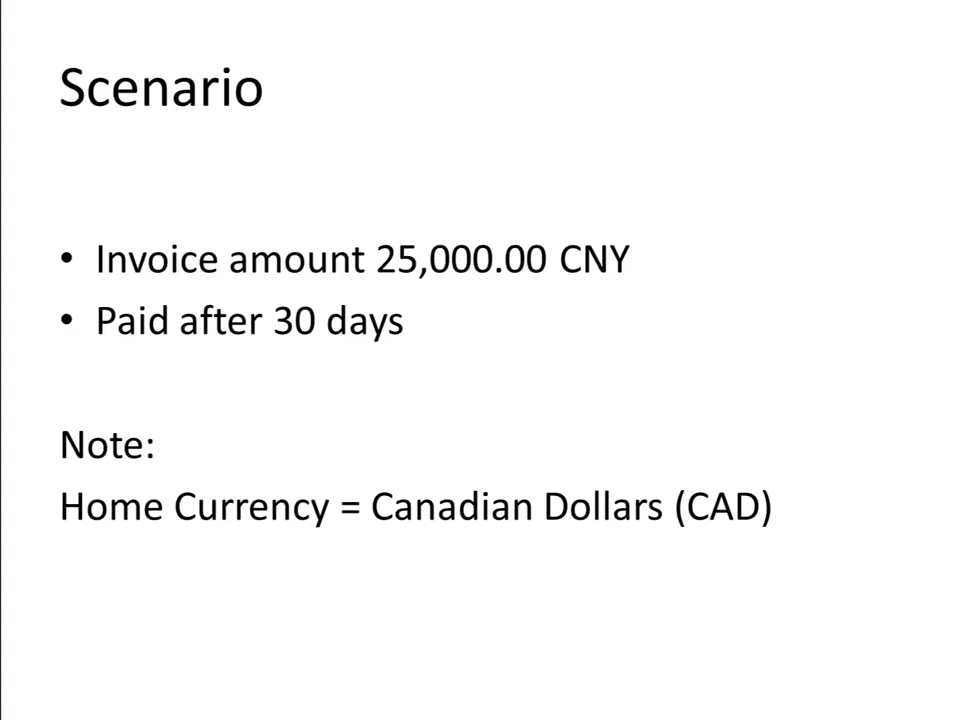 Scenario
• Invoice amount 25,000.00 CNY
• Paid after 30 days
Note:
Home Currency = Canadian Dollars (CAD)